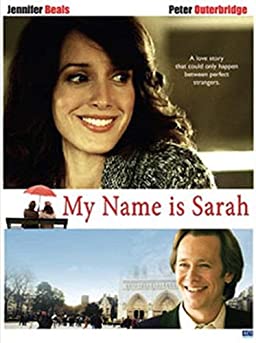 Jennifer Beals Peter Outerbridge
A love story
that could only happen
between perfect
strangers.
My Name is Sarah